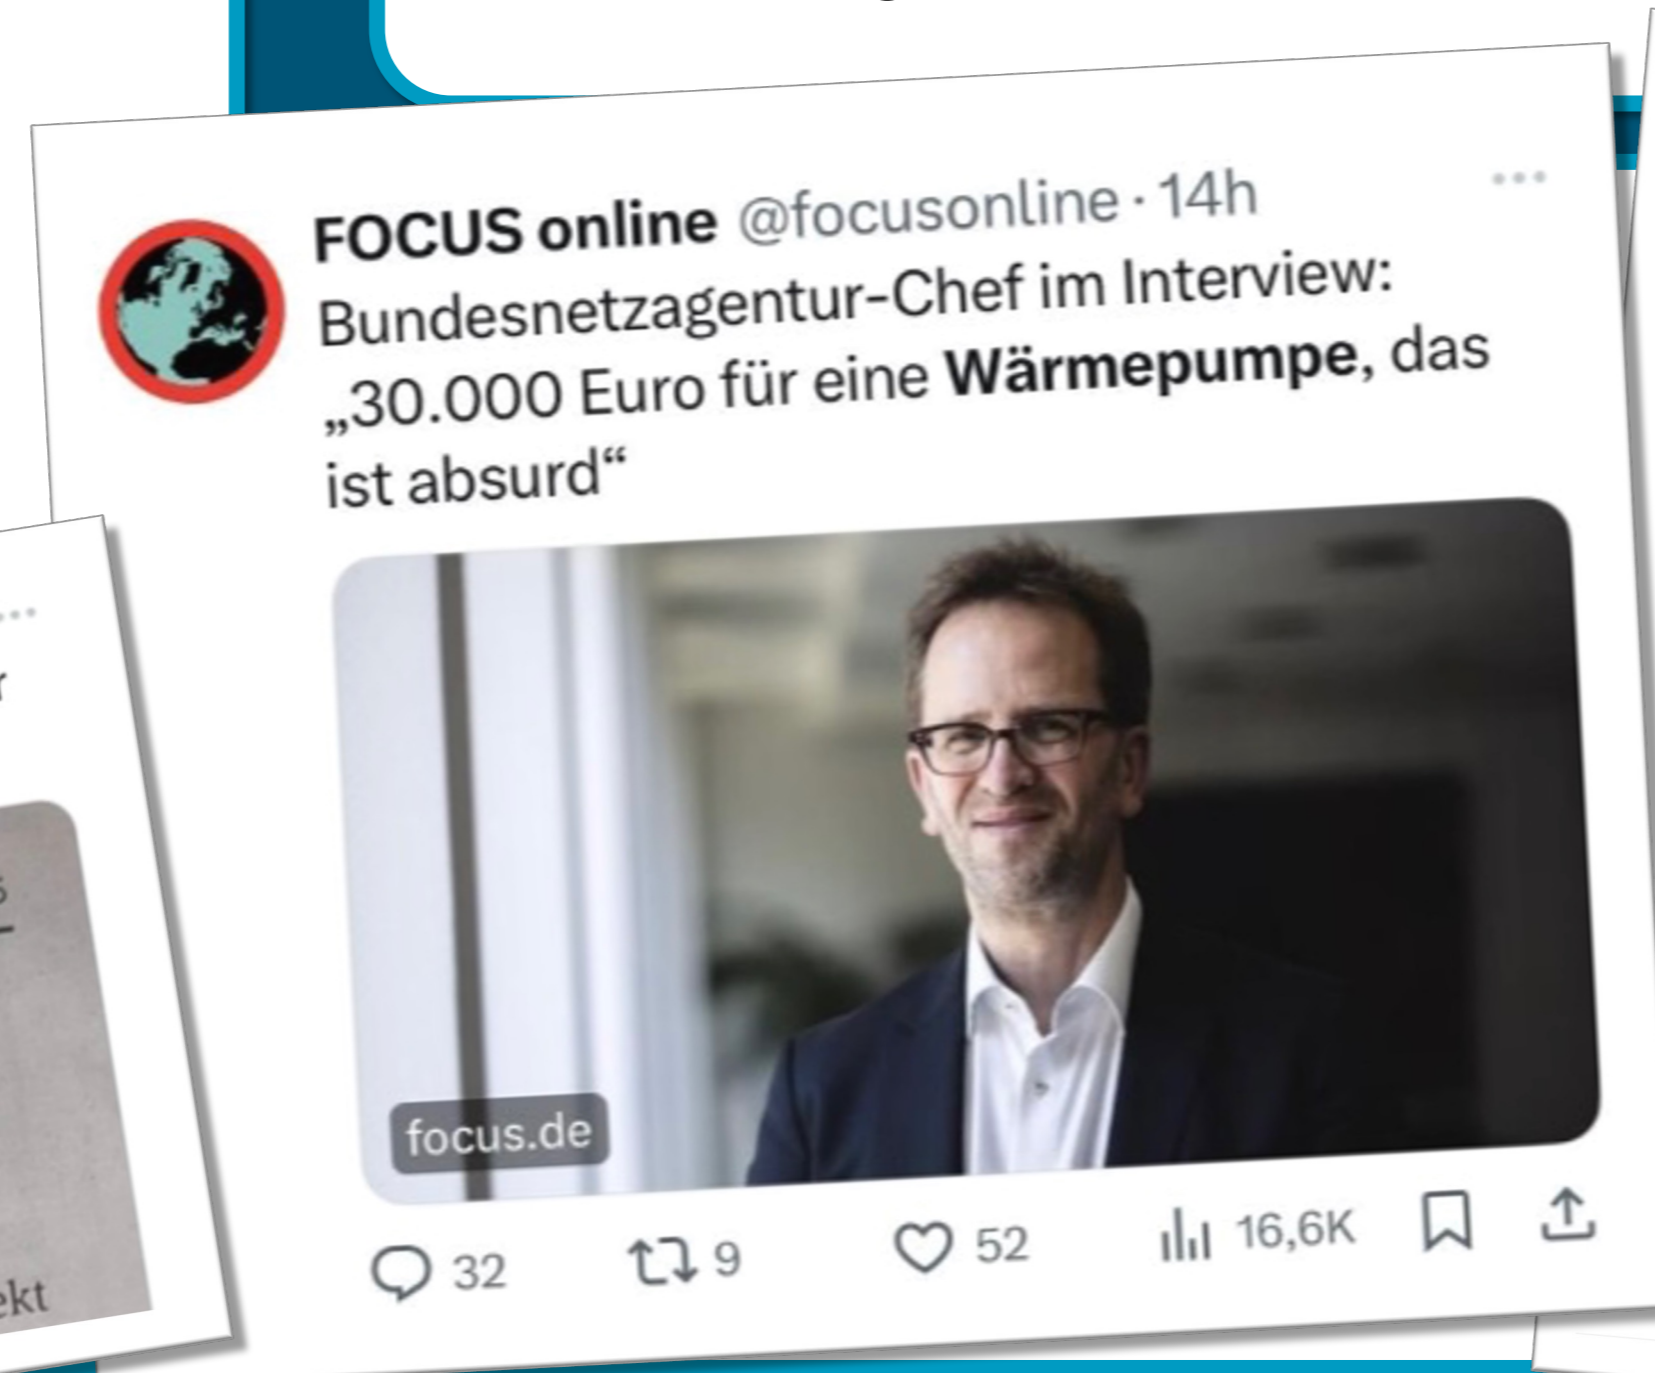 FOCUS online @focusonline · 14h
Bundesnetzagentur-Chef im Interview:
„30.000 Euro für eine Wärmepumpe, das
ist absurd“
focus.de
32 9 52 16,6K